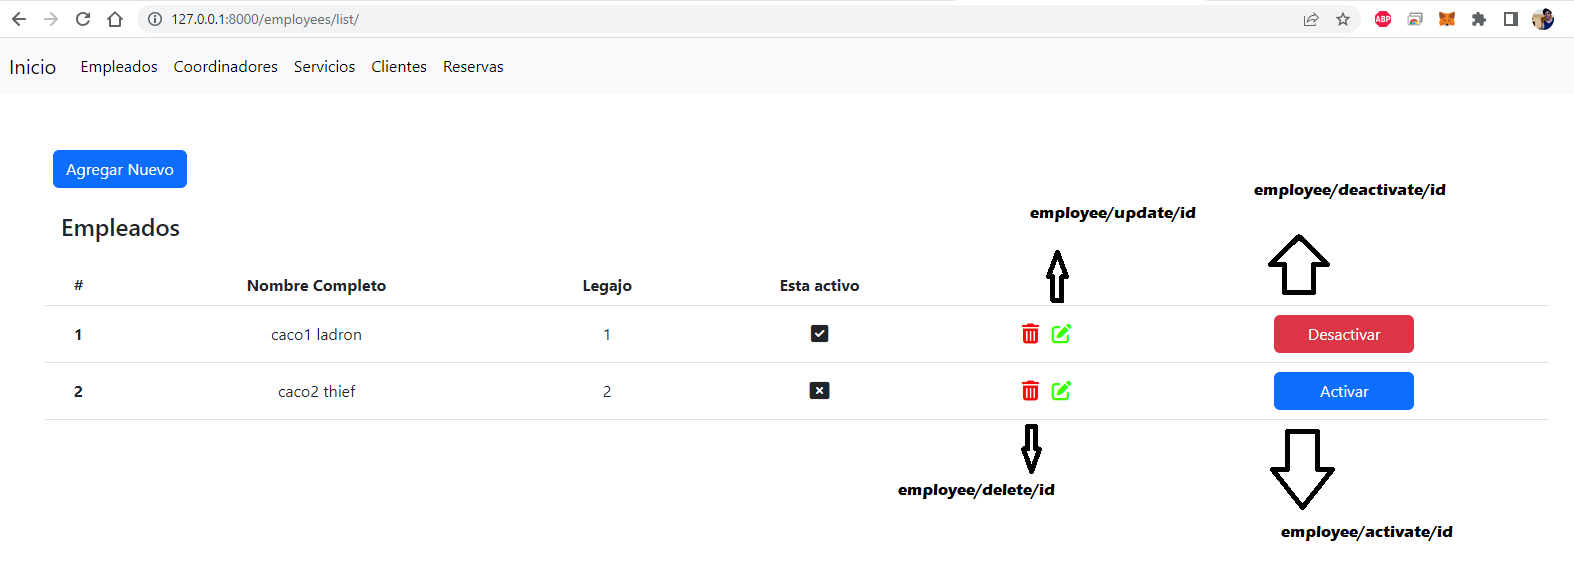 127.0.0.1:8000/employees/list/
ABP
Inicio Empleados Coordinadores Servicios Clientes Reservas
Agregar Nuevo
employee/deactivate/id
employee/update/id
Empleados
# Nombre Completo Legajo Esta activo
1 caco1 ladron 1 Desactivar
2 caco2 thief 2 Activar
employee/delete/id
employee/activate/id